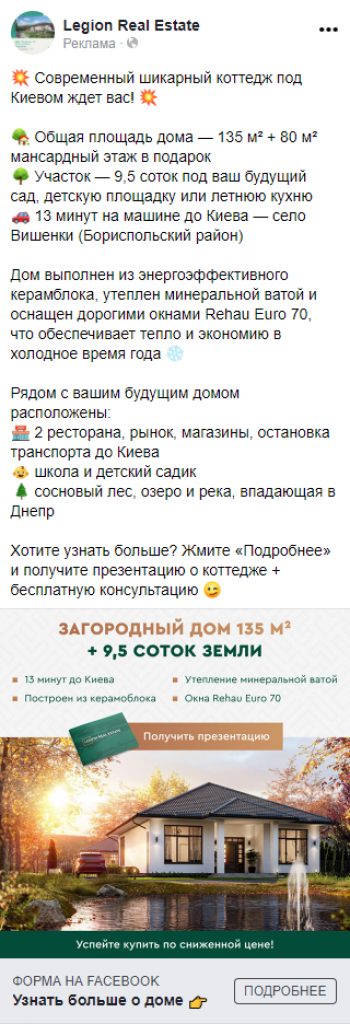 Legion Real Estate
Реклама ·
💥 Современный шикарный коттедж под
Киевом ждет вас! 💥
🏡 Общая площадь дома — 135 м² + 80 м²
мансардный этаж в подарок
🌳 Участок — 9,5 соток под ваш будущий
сад, детскую площадку или летнюю кухню
🚗 13 минут на машине до Киева — село
Вишенки (Бориспольский район)
Дом выполнен из энергоэффективного
керамблока, утеплен минеральной ватой и
оснащен дорогими окнами Rehau Euro 70,
что обеспечивает тепло и экономию в
холодное время года ❄️
Рядом с вашим будущим домом
расположены:
🏪 2 ресторана, рынок, магазины, остановка
транспорта до Киева
👶 школа и детский садик
🌲 сосновый лес, озеро и река, впадающая в
Днепр
Хотите узнать больше? Жмите «Подробнее»
и получите презентацию о коттедже +
бесплатную консультацию 😉
ЗАГОРОДНЫЙ ДОМ 135 М²
+ 9,5 СОТОК ЗЕМЛИ
13 минут до Киева
Утепление минеральной ватой
Построен из керамоблока
Окна Rehau Euro 70
LEGION REAL ESTATE
Получить презентацию
Успейте купить по сниженной цене!
ФОРМА НА FACEBOOK
Узнать больше о доме 👉
ПОДРОБНЕЕ